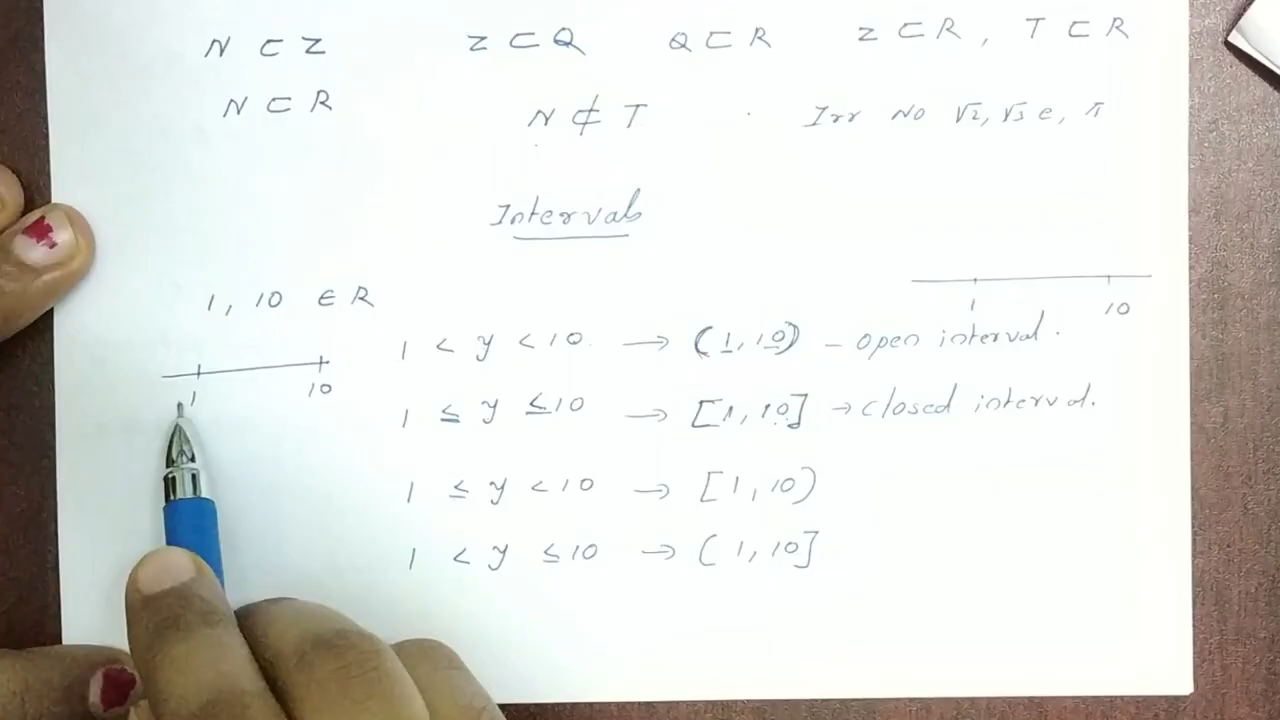 N ⊂ Z Z ⊂ Q Q ⊂ R Z ⊂ R, T ⊂ R
N ⊂ R N ⊄ T Irr No √2, √3 e, π
Intervals
1, 10 ∈ R
1 10
1 10
1 < y < 10. → (1, 10) - open interval.
1 ≤ y ≤ 10 → [1, 10] → closed interval.
1 ≤ y < 10 → [1, 10)
1 < y ≤ 10 → (1, 10]